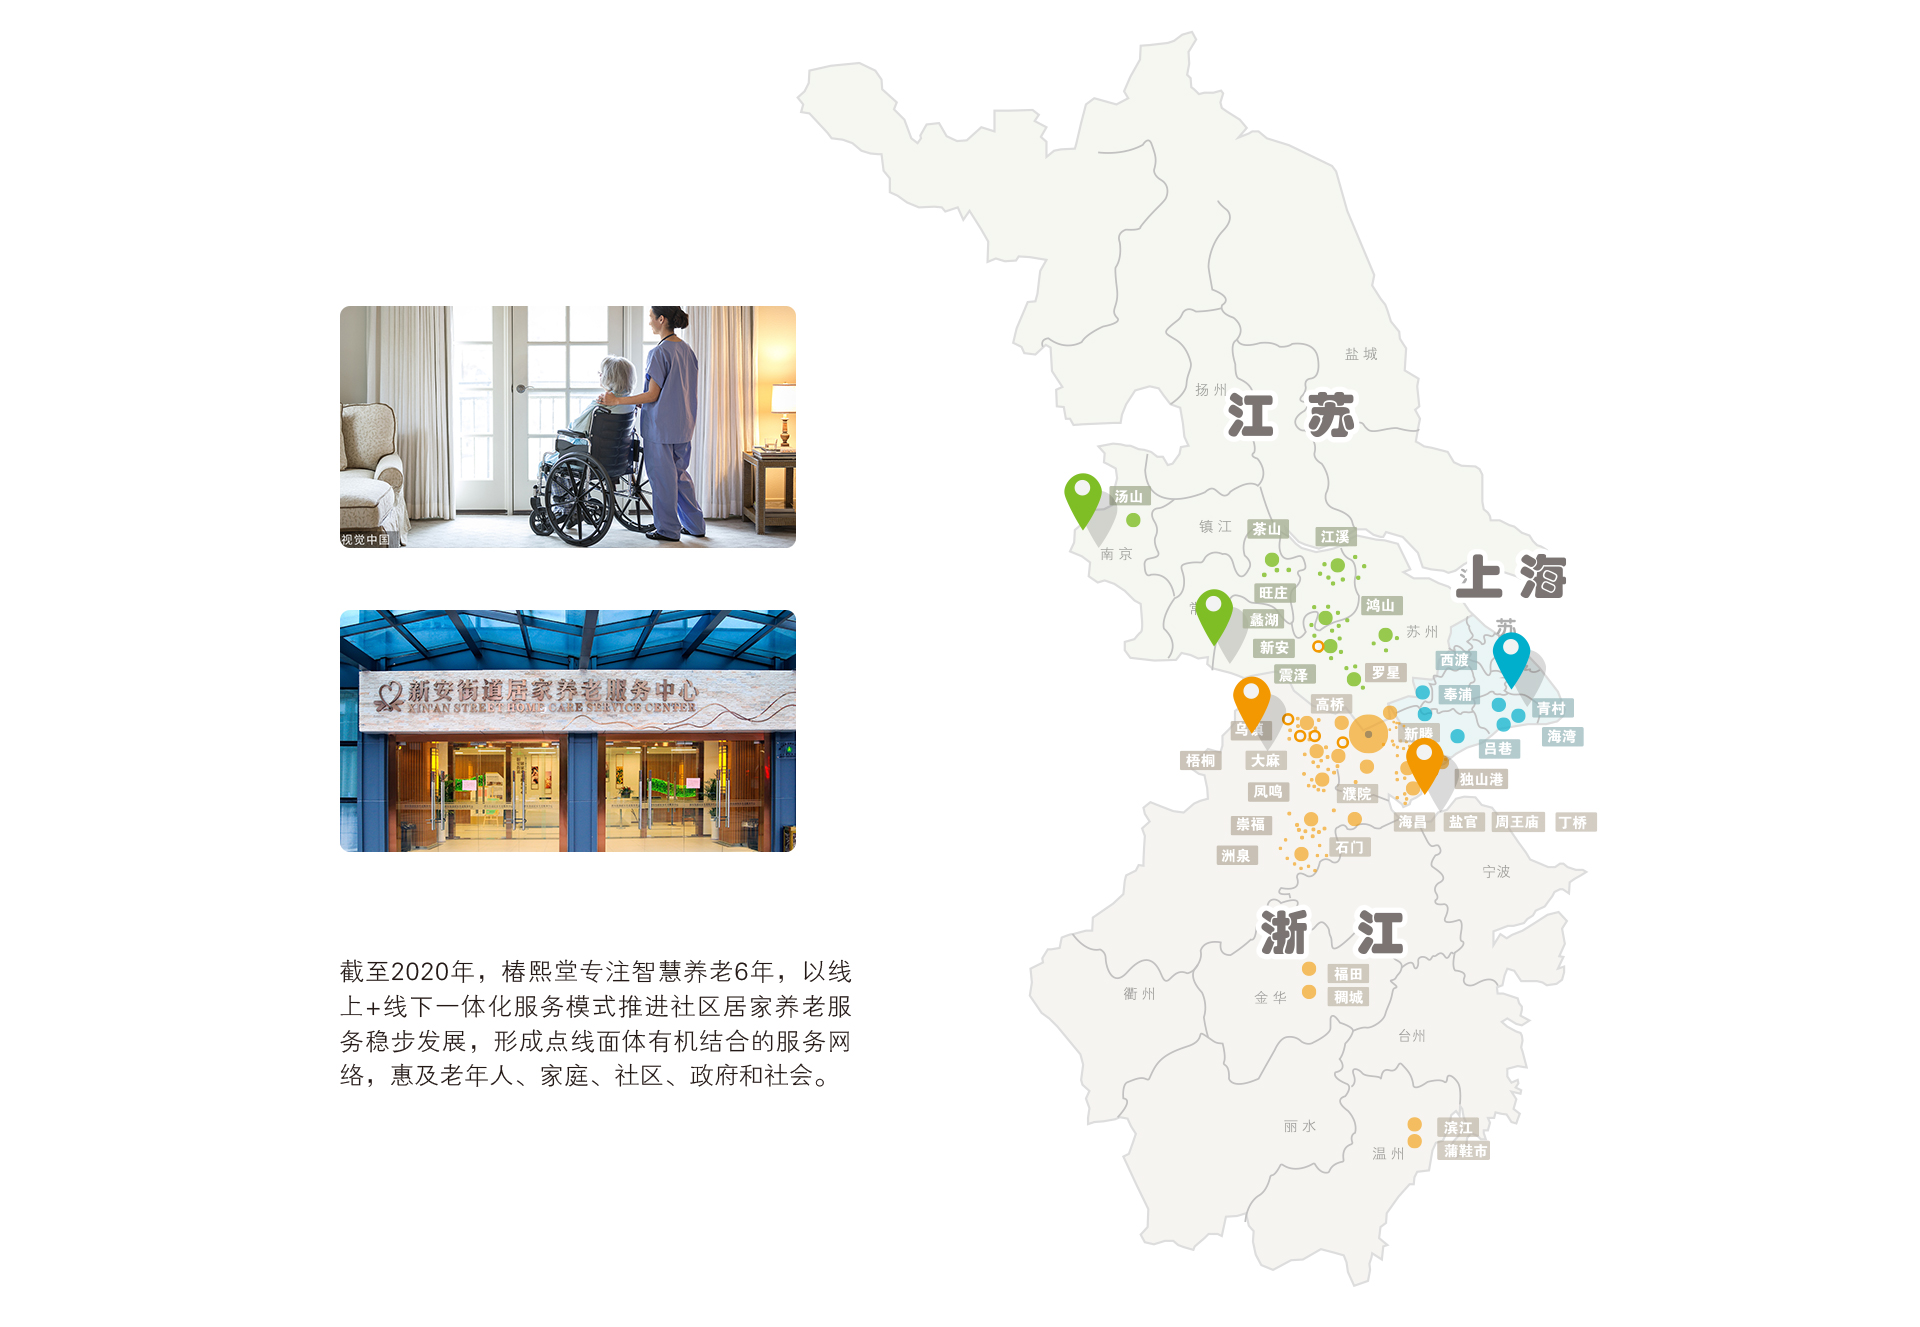 视觉中国
新安街道居家养老服务中心
XIN'AN STREET HOME CARE SERVICE CENTER
截至2020年，椿熙堂专注智慧养老6年，以线
上+线下一体化服务模式推进社区居家养老服
务稳步发展，形成点线面体有机结合的服务网
络，惠及老年人、家庭、社区、政府和社会。
盐城
扬州
江苏
汤山
镇江
茶山
江溪
南京
上海
旺庄
鸿山
常
蠡湖
苏州
苏
新安
西渡
震泽
罗星
奉浦
高桥
青村
乌镇
新塍
海湾
吕巷
梧桐
大麻
独山港
凤鸣
濮院
崇福
海昌
盐官
周王庙
丁桥
洲泉
石门
宁波
浙江
福田
衢州
金华
稠城
台州
丽水
滨江
温州
蒲鞋市